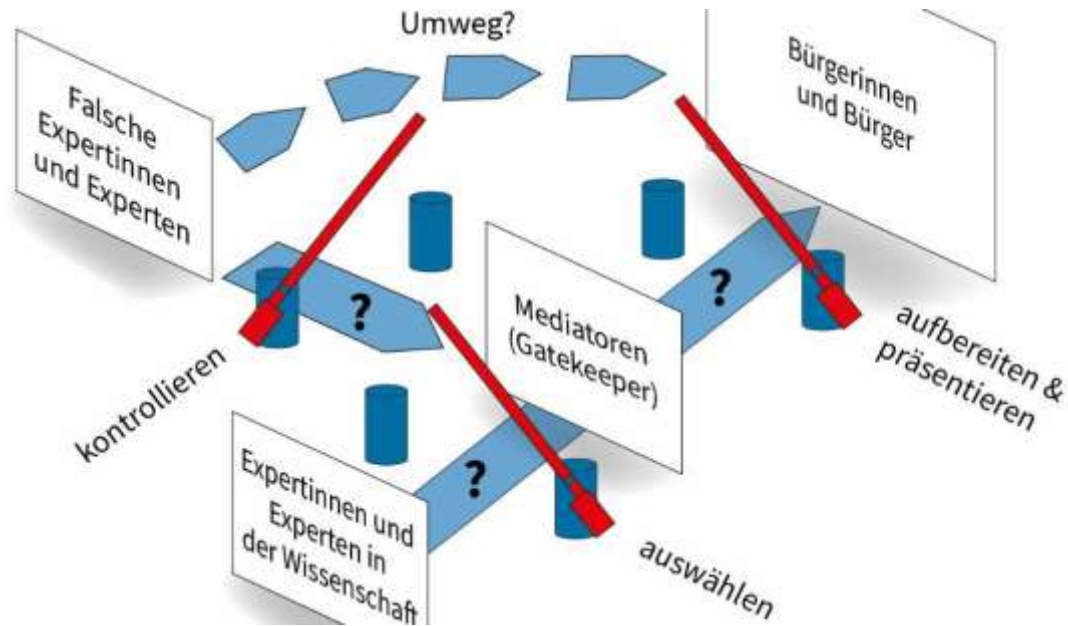 Umweg?
Falsche
Expertinnen
und Experten
Bürgerinnen
und Bürger
?
?
Mediatoren
(Gatekeeper)
aufbereiten &
präsentieren
kontrollieren
?
Expertinnen und
Experten in
der Wissenschaft
auswählen